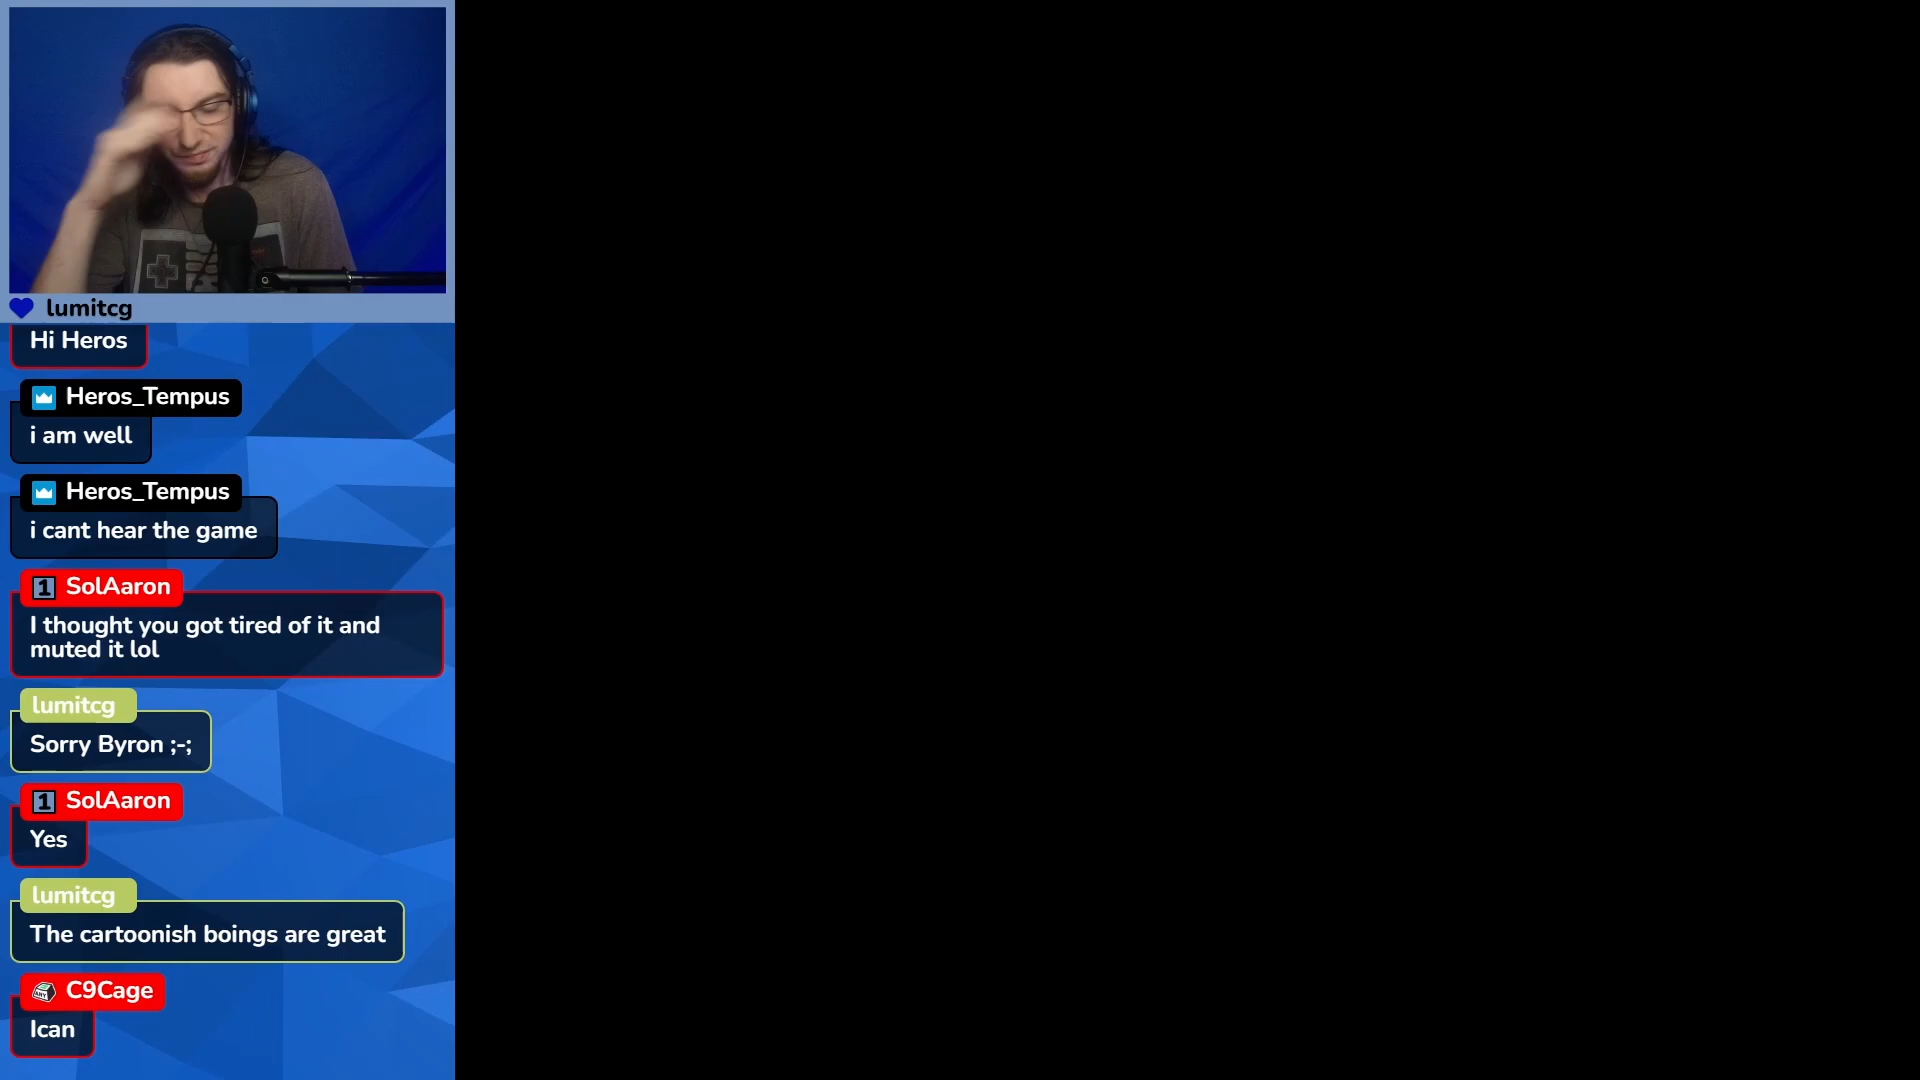 lumitcg
Hi Heros
Heros_Tempus
i am well
Heros_Tempus
i cant hear the game
1 SolAaron
I thought you got tired of it and
muted it lol
lumitcg
Sorry Byron ;-;
1 SolAaron
Yes
lumitcg
The cartoonish boings are great
C9Cage
Ican